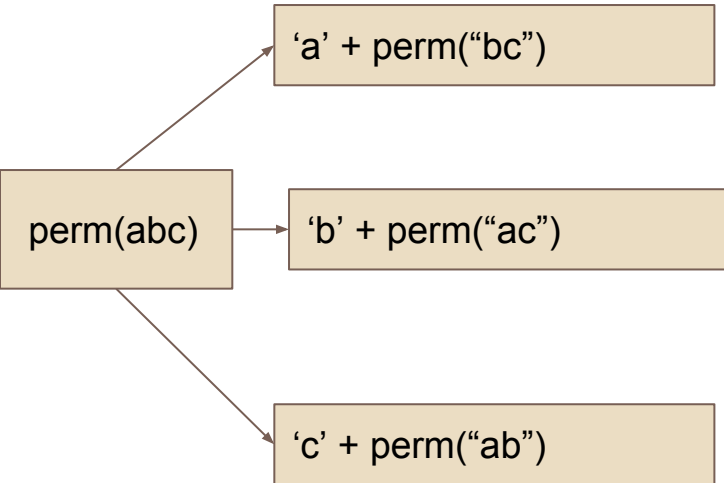 ‘a’ + perm(“bc”)
perm(abc)
‘b’ + perm(“ac”)
‘c’ + perm(“ab”)